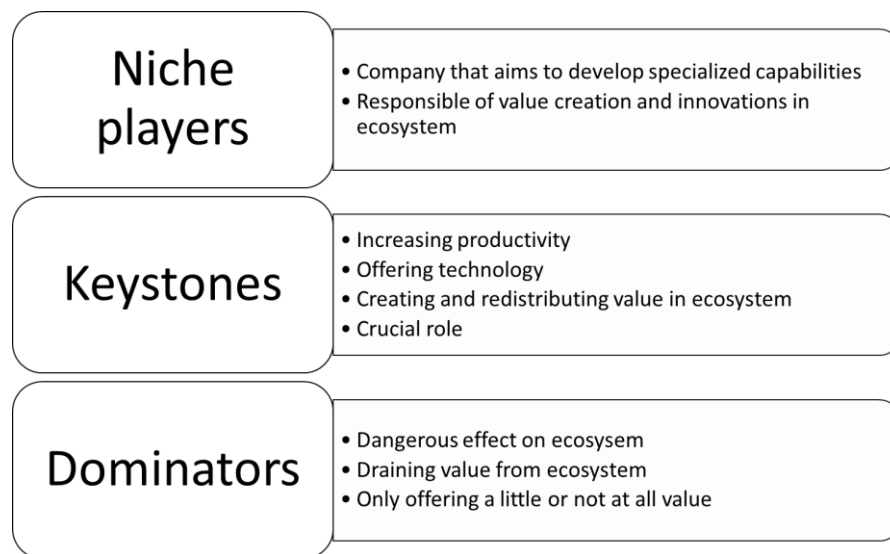 Niche
players
• Company that aims to develop specialized capabilities
• Responsible of value creation and innovations in
ecosystem
Keystones
• Increasing productivity
• Offering technology
• Creating and redistributing value in ecosystem
• Crucial role
Dominators
• Dangerous effect on ecosysem
• Draining value from ecosystem
• Only offering a little or not at all value